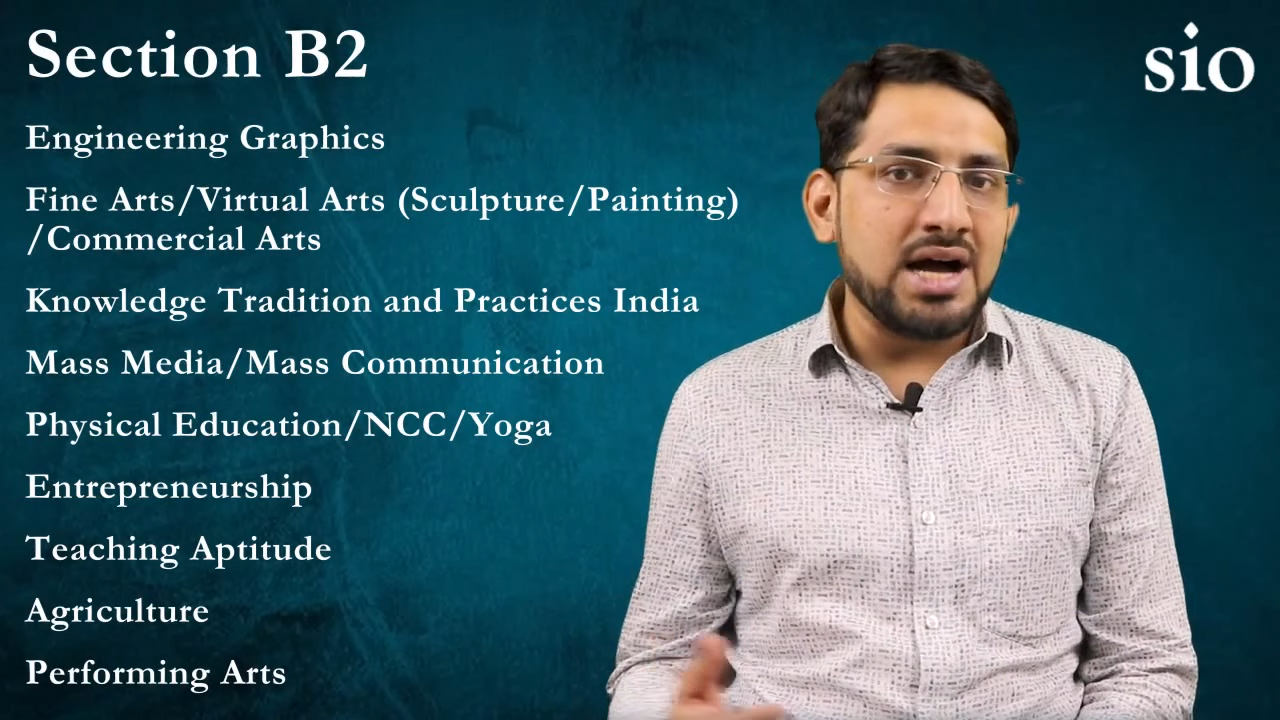 Section B2
sio
Engineering Graphics
Fine Arts/Virtual Arts (Sculpture/Painting)
/Commercial Arts
Knowledge Tradition and Practices India
Mass Media/Mass Communication
Physical Education/NCC/Yoga
Entrepreneurship
Teaching Aptitude
Agriculture
Performing Arts